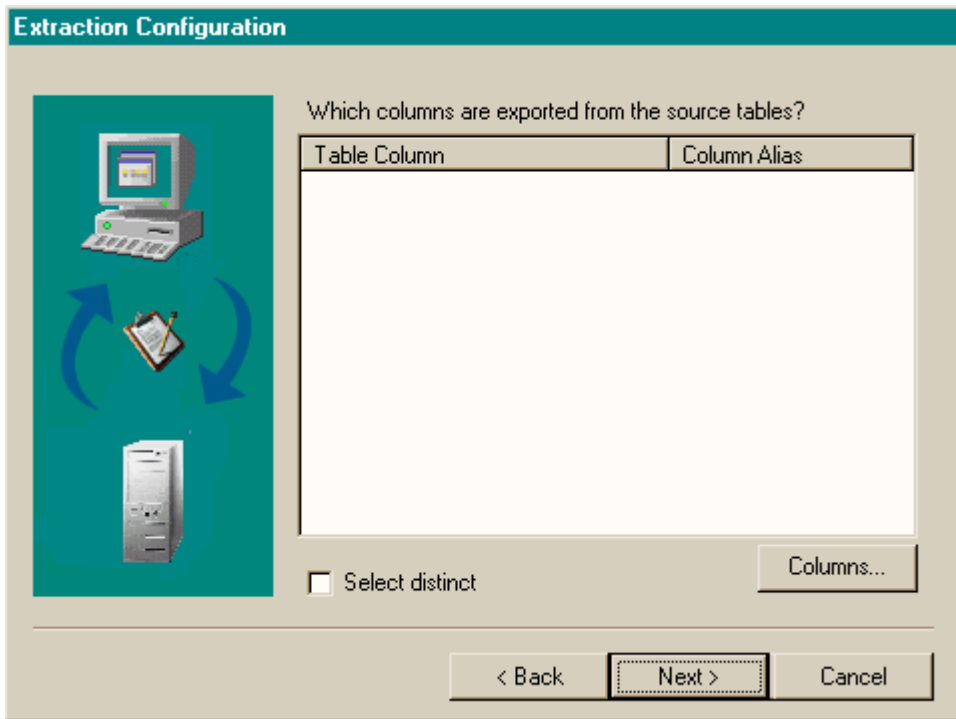 Extraction Configuration
Which columns are exported from the source tables?
Table Column Column Alias
Select distinct
Columns...
< Back Next > Cancel